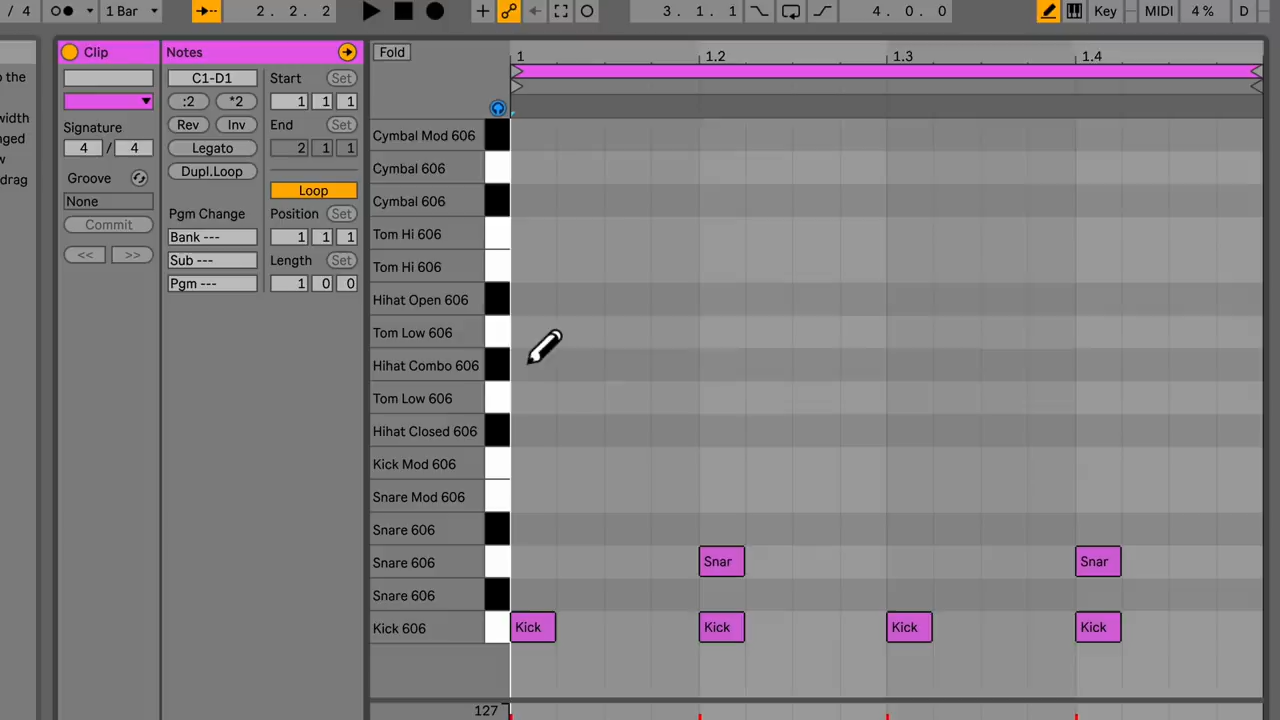 / 4 1 Bar 2. 2. 2 3. 1. 1 4. 0. 0 Key MIDI 4 % D
o the
width
nged
w
drag
Clip
Signature
4 / 4
Groove
None
Commit
<< >>
Notes
C1-D1
:2 *2
Rev Inv
Legato
Dupl.Loop
Pgm Change
Bank ---
Sub ---
Pgm ---
Start Set
1 1 1
End Set
2 1 1
Loop
Position Set
1 1 1
Length Set
1 0 0
Fold
1 1.2 1.3 1.4
Cymbal Mod 606
Cymbal 606
Cymbal 606
Tom Hi 606
Tom Hi 606
Hihat Open 606
Tom Low 606
Hihat Combo 606
Tom Low 606
Hihat Closed 606
Kick Mod 606
Snare Mod 606
Snare 606
Snare 606 Snar Snar
Snare 606
Kick 606 Kick Kick Kick Kick
127